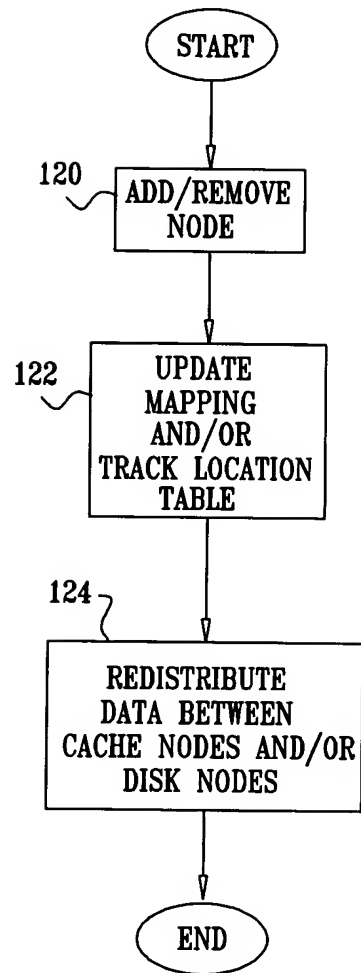 START
120
ADD/REMOVE
NODE
122
UPDATE
MAPPING
AND/OR
TRACK LOCATION
TABLE
124
REDISTRIBUTE
DATA BETWEEN
CACHE NODES AND/OR
DISK NODES
END